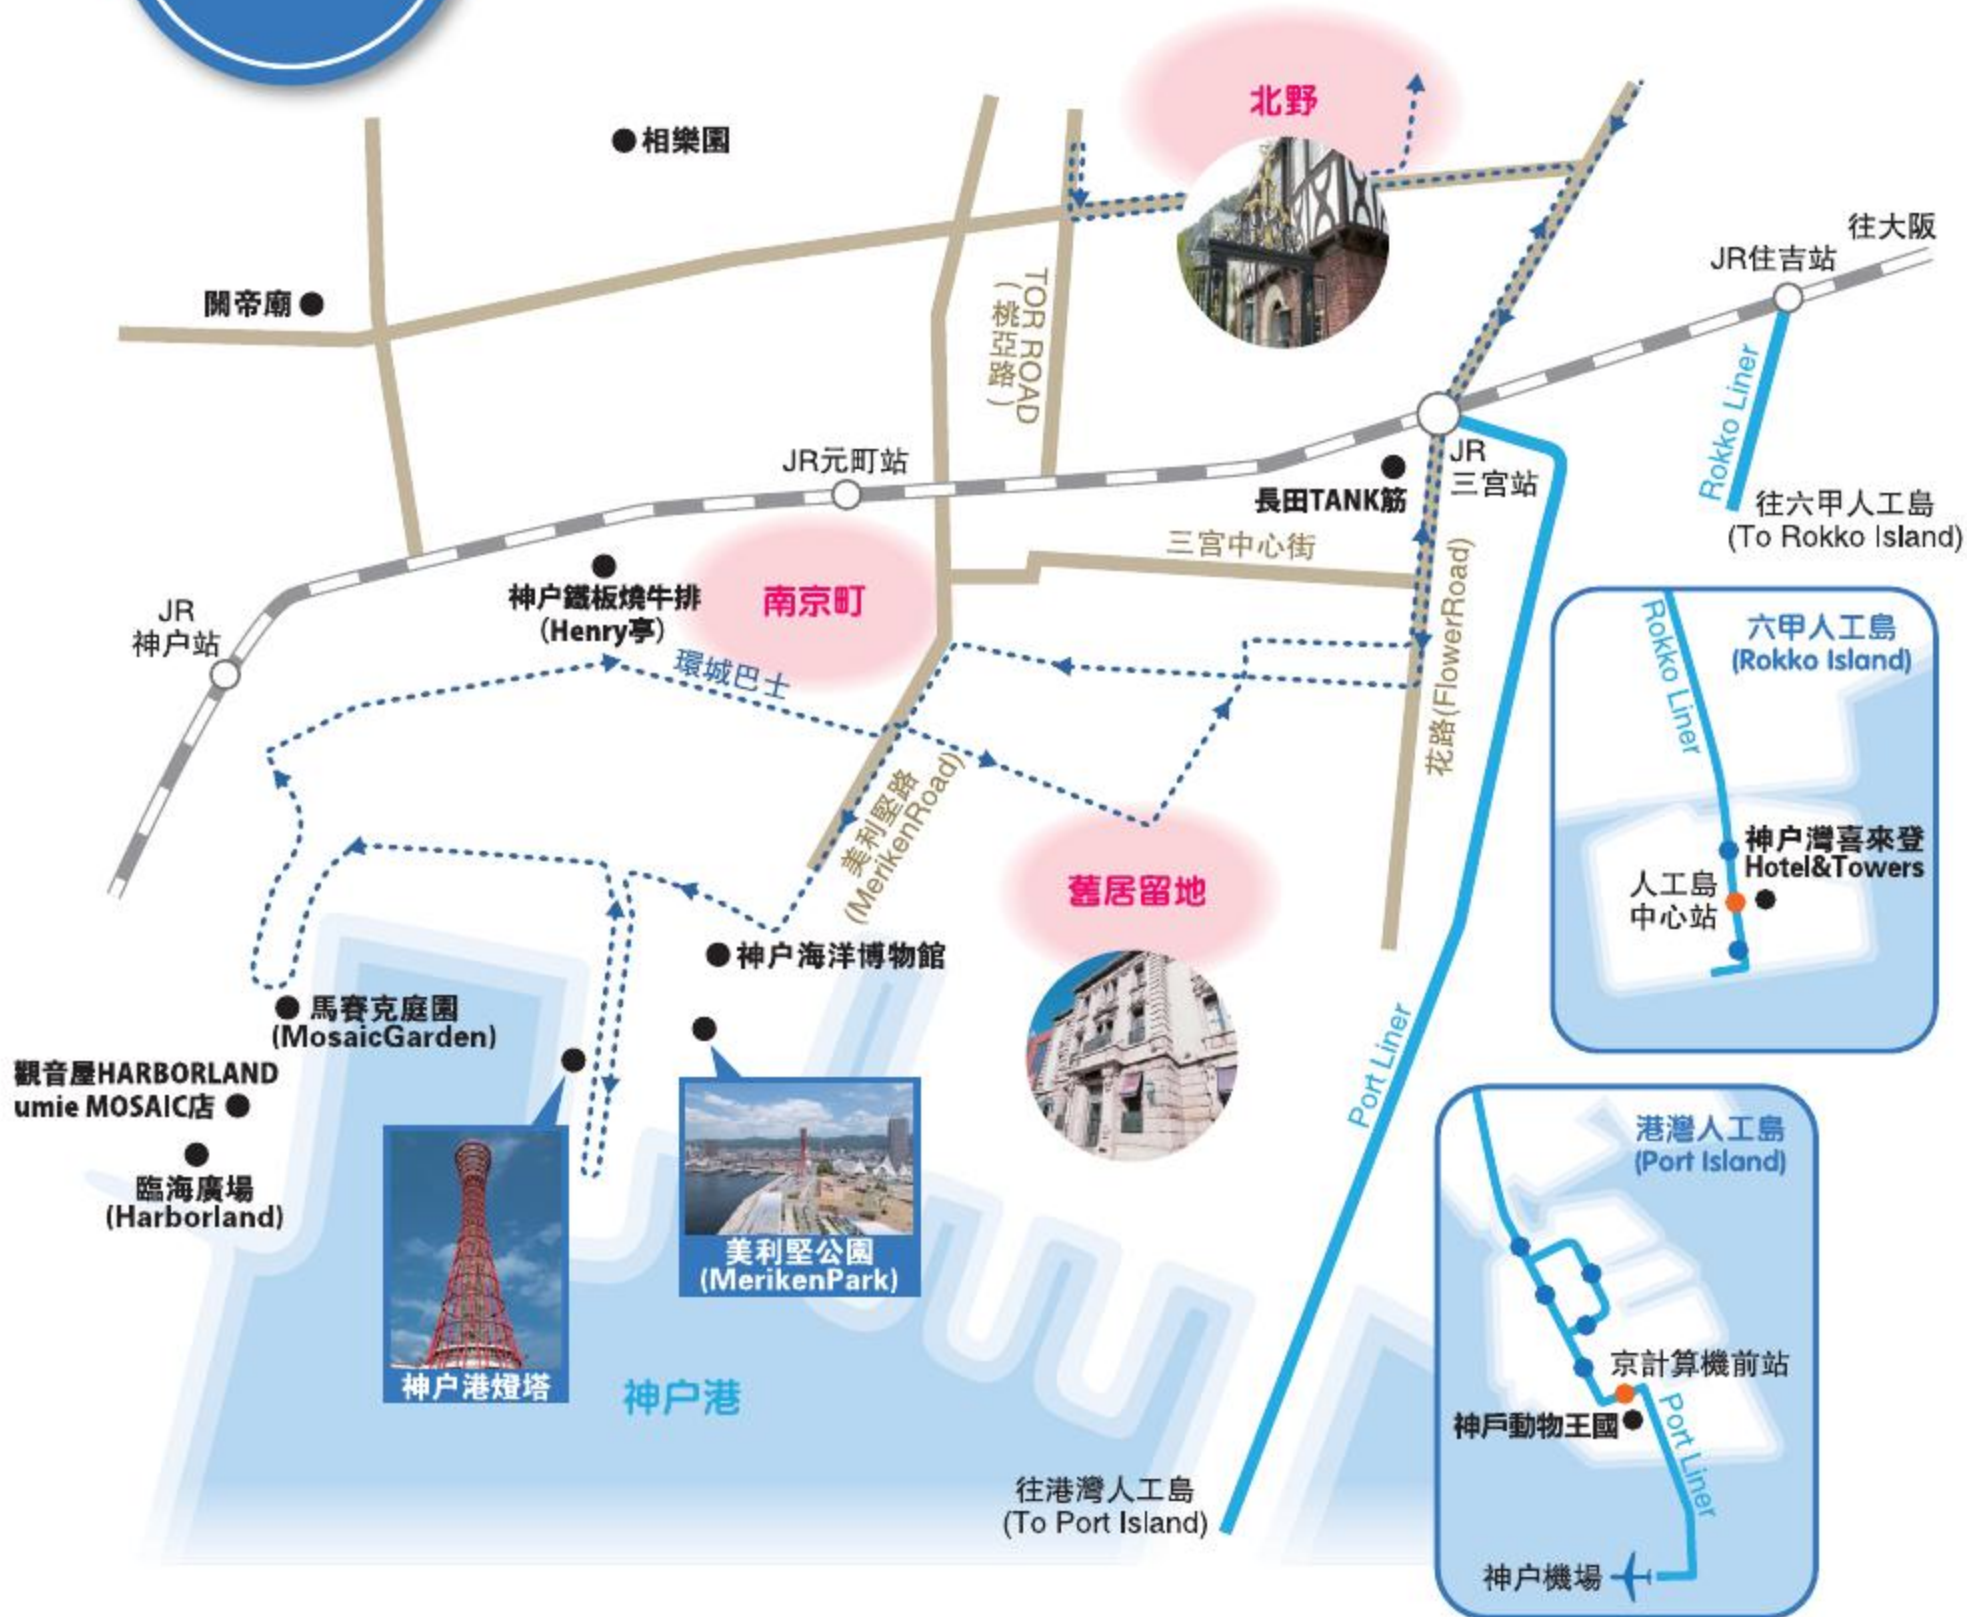 北野
相樂園
往大阪
JR住吉站
關帝廟
TOR ROAD
(桃亞路)
Rokko Liner
JR元町站
JR
三宮站
長田TANK筋
往六甲人工島
(To Rokko Island)
三宮中心街
神户鐵板燒牛排
(Henry亭)
南京町
JR
神户站
環城巴士
花路(FlowerRoad)
六甲人工島
(Rokko Island)
Rokko Liner
美利堅路
(MerikenRoad)
神户灣喜來登
Hotel&Towers
人工島
中心站
舊居留地
神户海洋博物館
馬賽克庭園
(MosaicGarden)
觀音屋HARBORLAND
umie MOSAIC店
臨海廣場
(Harborland)
Port Liner
港灣人工島
(Port Island)
美利堅公園
(MerikenPark)
神户港燈塔
神户港
京計算機前站
神戶動物王國
Port Liner
往港灣人工島
(To Port Island)
神户機場